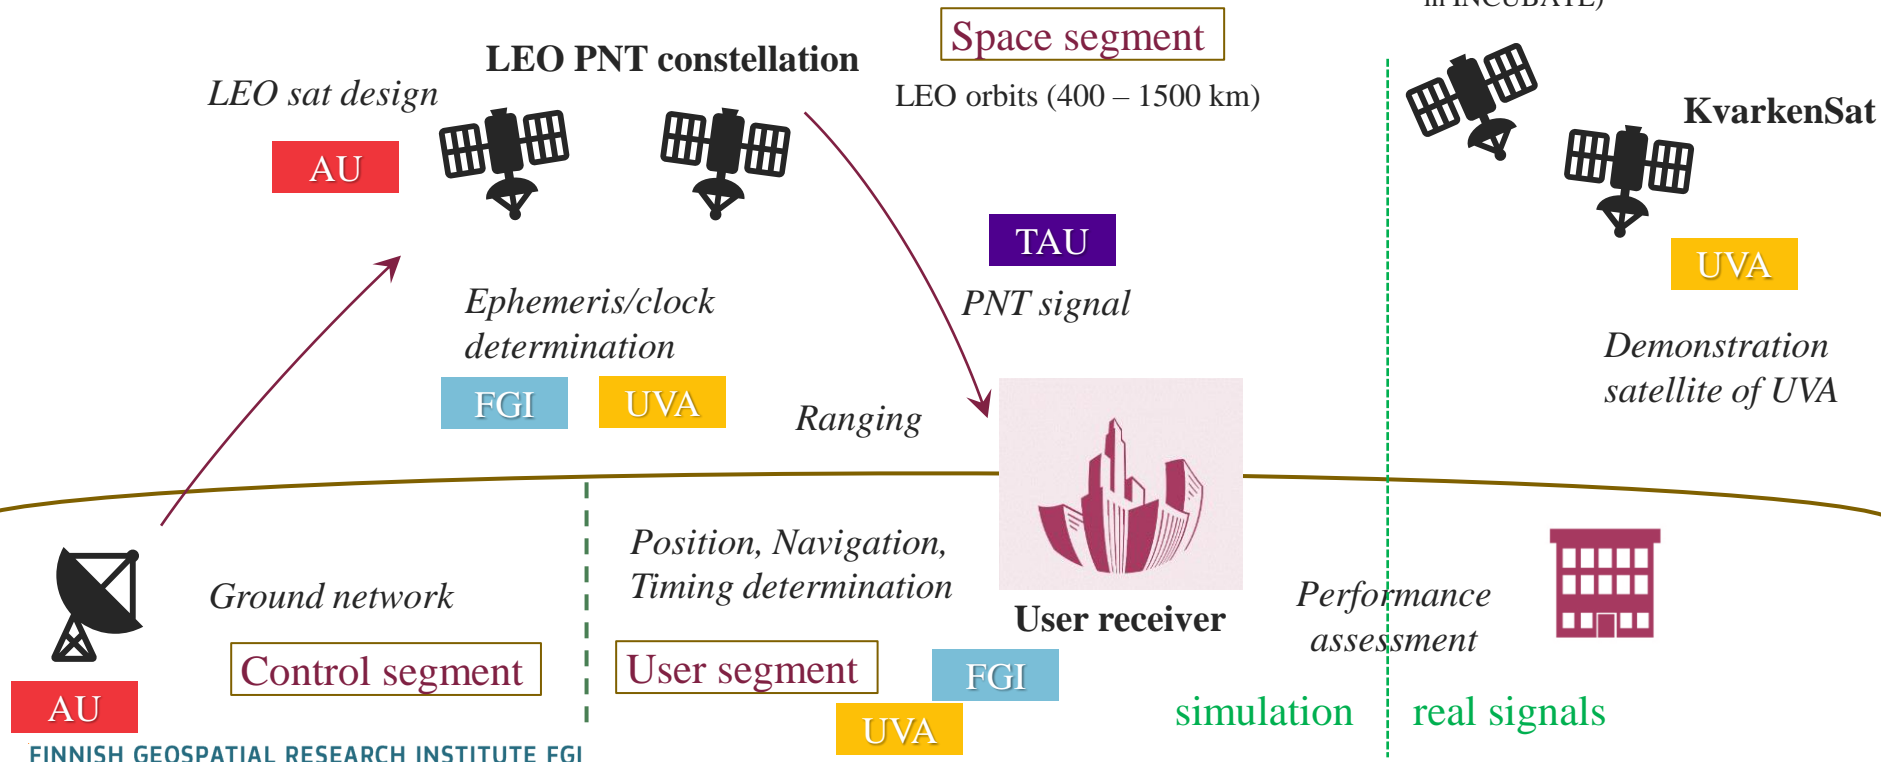 in INCUBATE)
Space segment
LEO PNT constellation
LEO orbits (400 – 1500 km)
LEO sat design
AU
KvarkenSat
TAU
UVA
PNT signal
Ephemeris/clock
determination
FGI
UVA
Demonstration
satellite of UVA
Ranging
Position, Navigation,
Timing determination
Ground network
User receiver
Performance
assessment
Control segment
User segment
FGI
AU
UVA
simulation
real signals
FINNISH GEOSPATIAL RESEARCH INSTITUTE FGI